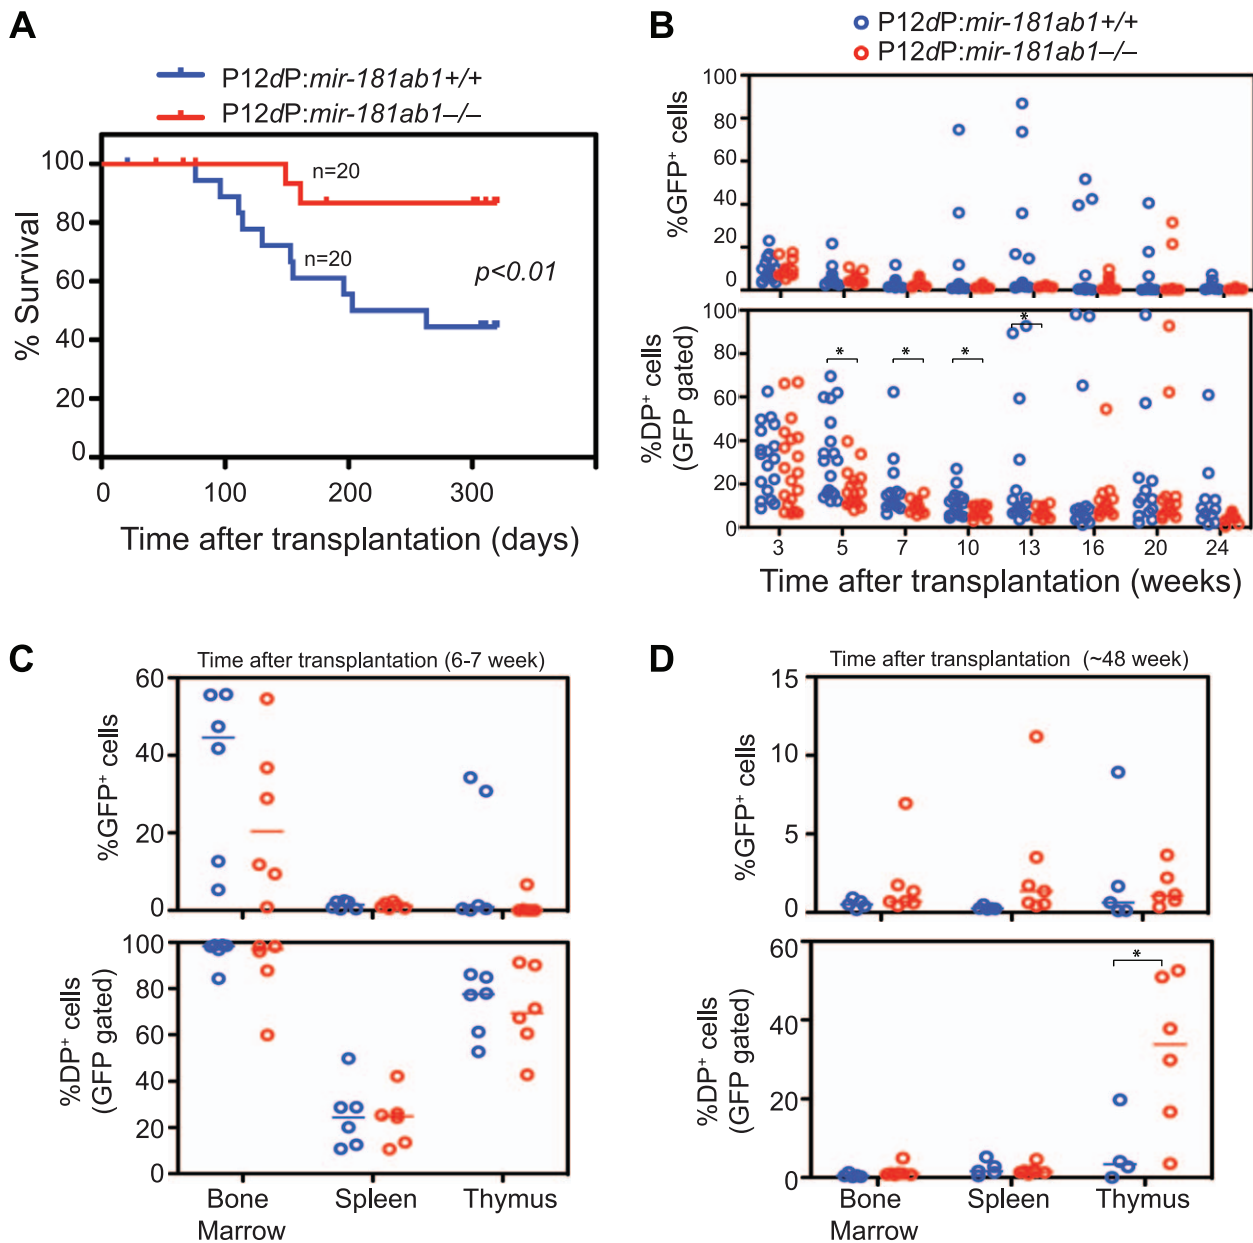 A
P12dP:mir-181ab1+/+
P12dP:mir-181ab1–/–
% Survival
100
80
60
40
20
0
n=20
n=20
p<0.01
0 100 200 300
Time after transplantation (days)
B
P12dP:mir-181ab1+/+
P12dP:mir-181ab1–/–
%GFP+ cells
100
80
60
40
20
0
%DP+ cells
(GFP gated)
100
80
60
40
20
0
* * * *
3 5 7 10 13 16 20 24
Time after transplantation (weeks)
C
Time after transplantation (6-7 week)
%GFP+ cells
60
40
20
0
%DP+ cells
(GFP gated)
100
80
60
40
20
0
Bone Spleen Thymus
Marrow
D
Time after transplantation (~48 week)
%GFP+ cells
15
10
5
0
%DP+ cells
(GFP gated)
60
40
20
0
*
Bone Spleen Thymus
Marrow